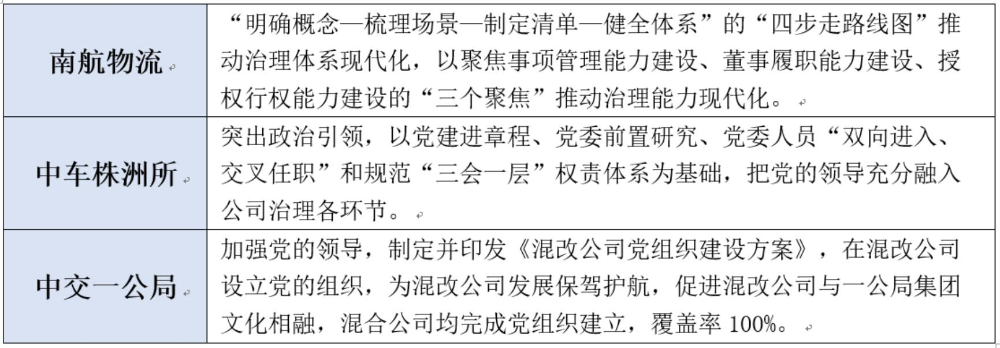 南航物流
“明确概念—梳理场景—制定清单—健全体系”的“四步走路线图”推
动治理体系现代化，以聚焦事项管理能力建设、董事履职能力建设、授
权行权能力建设的“三个聚焦”推动治理能力现代化。
中车株洲所
突出政治引领，以党建进章程、党委前置研究、党委人员“双向进入、
交叉任职”和规范“三会一层”权责体系为基础，把党的领导充分融入
公司治理各环节。
中交一公局
加强党的领导，制定并印发《混改公司党组织建设方案》，在混改公司
设立党的组织，为混改公司发展保驾护航，促进混改公司与一公局集团
文化相融，混合公司均完成党组织建立，覆盖率 100%。